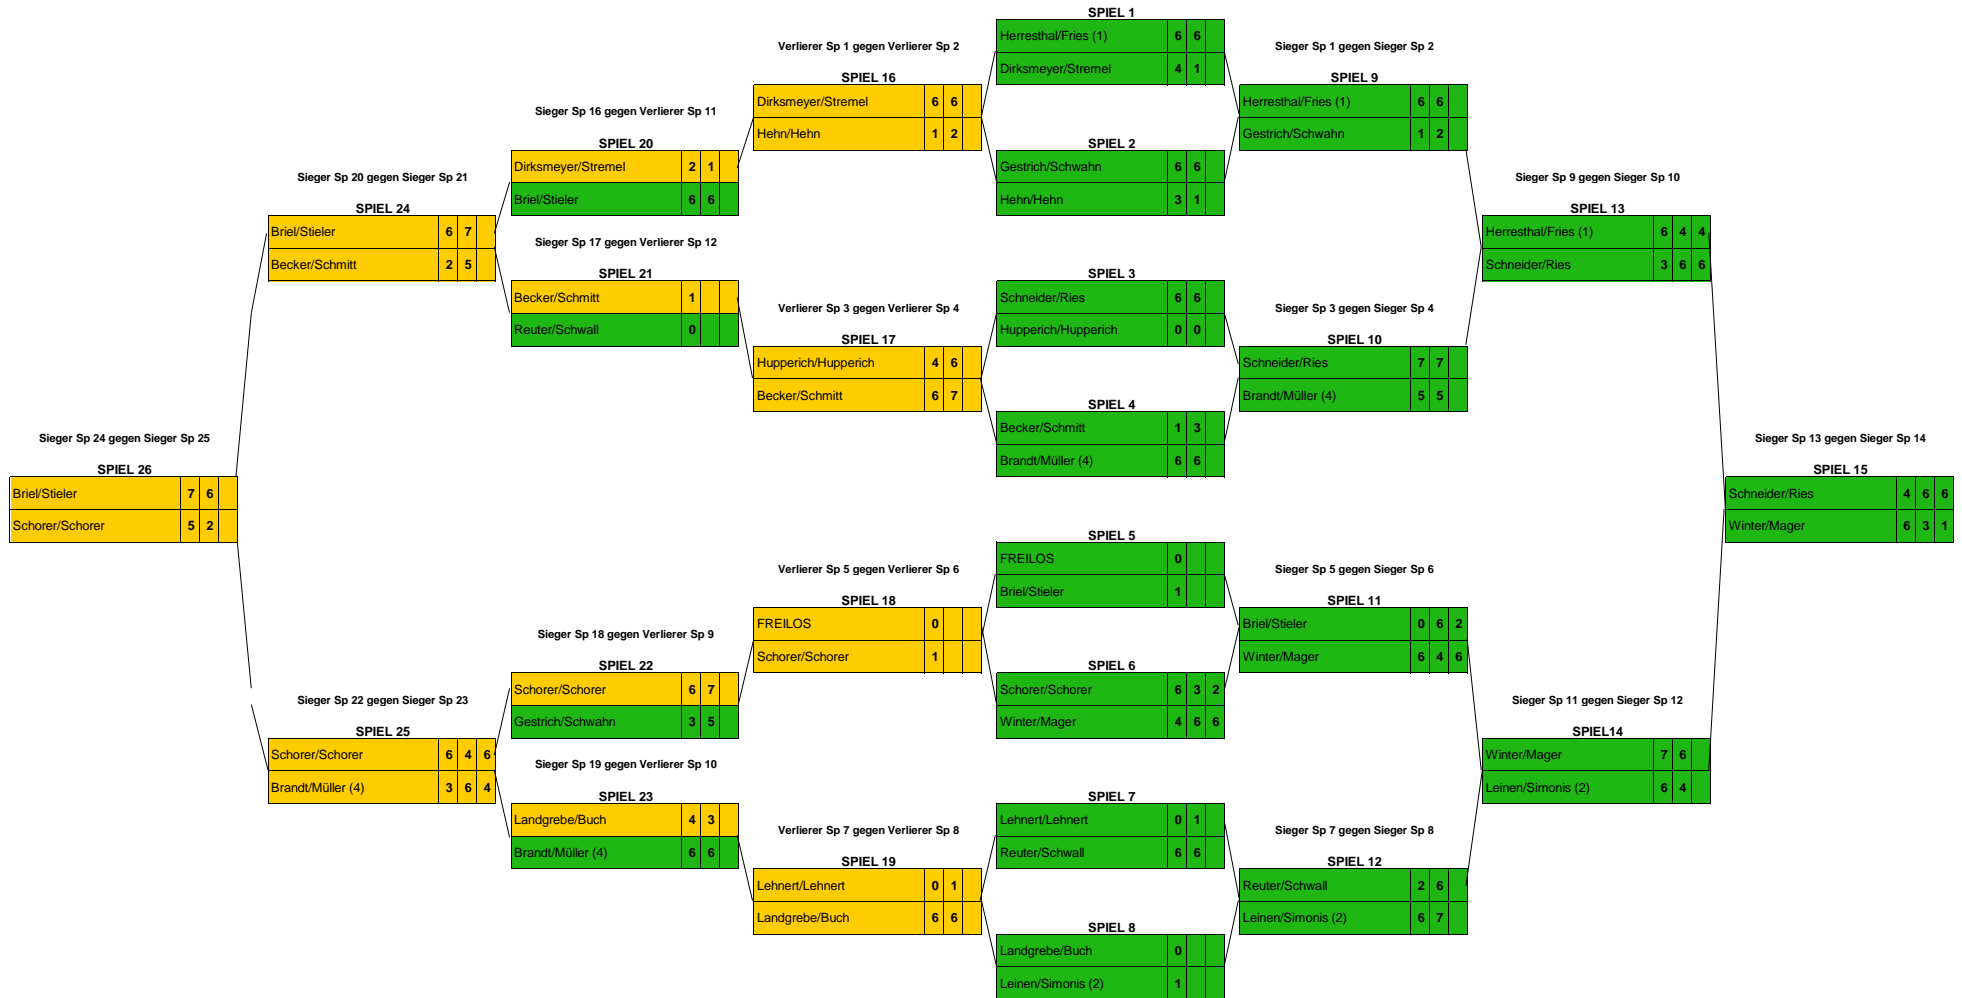 SPIEL 1
Herresthal/Fries (1) 6 6
Dirksmeyer/Stremel 4 1
Verlierer Sp 1 gegen Verlierer Sp 2
Sieger Sp 1 gegen Sieger Sp 2
SPIEL 16
Dirksmeyer/Stremel 6 6
Hehn/Hehn 1 2
SPIEL 9
Herresthal/Fries (1) 6 6
Gestrich/Schwahn 1 2
Sieger Sp 16 gegen Verlierer Sp 11
SPIEL 20
Dirksmeyer/Stremel 2 1
Briel/Stieler 6 6
SPIEL 2
Gestrich/Schwahn 6 6
Hehn/Hehn 3 1
Sieger Sp 20 gegen Sieger Sp 21
SPIEL 24
Briel/Stieler 6 7
Becker/Schmitt 2 5
Sieger Sp 9 gegen Sieger Sp 10
SPIEL 13
Herresthal/Fries (1) 6 4 4
Schneider/Ries 3 6 6
Sieger Sp 17 gegen Verlierer Sp 12
SPIEL 21
Becker/Schmitt 1
Reuter/Schwall 0
SPIEL 3
Schneider/Ries 6 6
Hupperich/Hupperich 0 0
Verlierer Sp 3 gegen Verlierer Sp 4
Sieger Sp 3 gegen Sieger Sp 4
SPIEL 17
Hupperich/Hupperich 4 6
Becker/Schmitt 6 7
SPIEL 10
Schneider/Ries 7 7
Brandt/Müller (4) 5 5
SPIEL 4
Becker/Schmitt 1 3
Brandt/Müller (4) 6 6
Sieger Sp 24 gegen Sieger Sp 25
SPIEL 26
Briel/Stieler 7 6
Schorer/Schorer 5 2
Sieger Sp 13 gegen Sieger Sp 14
SPIEL 15
Schneider/Ries 4 6 6
Winter/Mager 6 3 1
SPIEL 5
FREILOS 0
Briel/Stieler 1
Verlierer Sp 5 gegen Verlierer Sp 6
Sieger Sp 5 gegen Sieger Sp 6
SPIEL 18
FREILOS 0
Schorer/Schorer 1
SPIEL 11
Briel/Stieler 0 6 2
Winter/Mager 6 4 6
Sieger Sp 18 gegen Verlierer Sp 9
SPIEL 22
Schorer/Schorer 6 7
Gestrich/Schwahn 3 5
SPIEL 6
Schorer/Schorer 6 3 2
Winter/Mager 4 6 6
Sieger Sp 22 gegen Sieger Sp 23
SPIEL 25
Schorer/Schorer 6 4 6
Brandt/Müller (4) 3 6 4
Sieger Sp 11 gegen Sieger Sp 12
SPIEL14
Winter/Mager 7 6
Leinen/Simonis (2) 6 4
Sieger Sp 19 gegen Verlierer Sp 10
SPIEL 23
Landgrebe/Buch 4 3
Brandt/Müller (4) 6 6
SPIEL 7
Lehnert/Lehnert 0 1
Reuter/Schwall 6 6
Verlierer Sp 7 gegen Verlierer Sp 8
Sieger Sp 7 gegen Sieger Sp 8
SPIEL 19
Lehnert/Lehnert 0 1
Landgrebe/Buch 6 6
SPIEL 12
Reuter/Schwall 2 6
Leinen/Simonis (2) 6 7
SPIEL 8
Landgrebe/Buch 0
Leinen/Simonis (2) 1